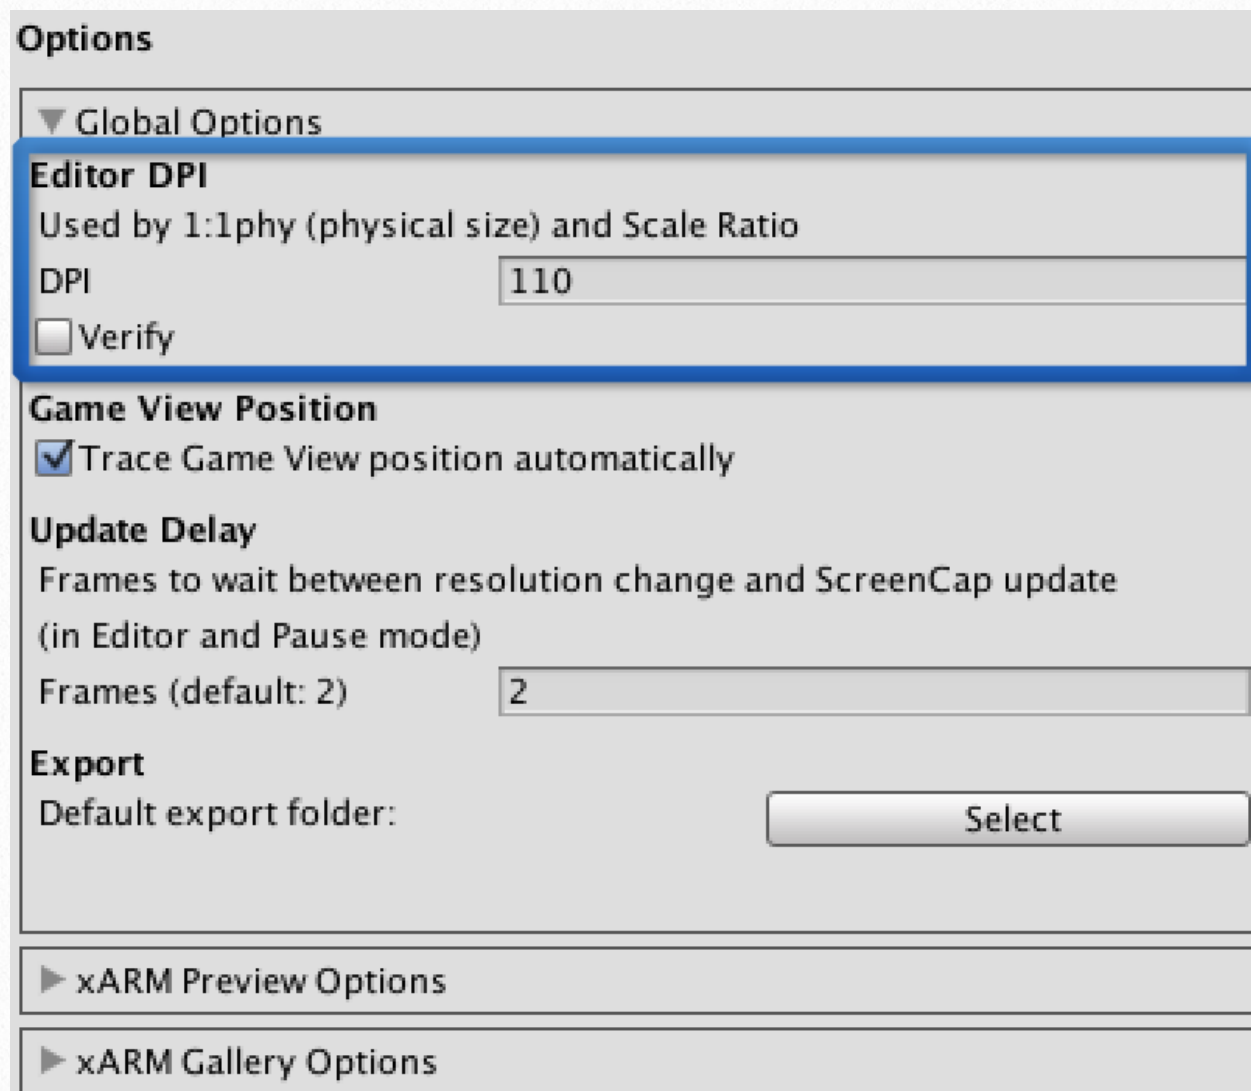 Options
Global Options
Editor DPI
Used by 1:1phy (physical size) and Scale Ratio
DPI 110
Verify
Game View Position
Trace Game View position automatically
Update Delay
Frames to wait between resolution change and ScreenCap update
(in Editor and Pause mode)
Frames (default: 2) 2
Export
Default export folder: Select
xARM Preview Options
xARM Gallery Options